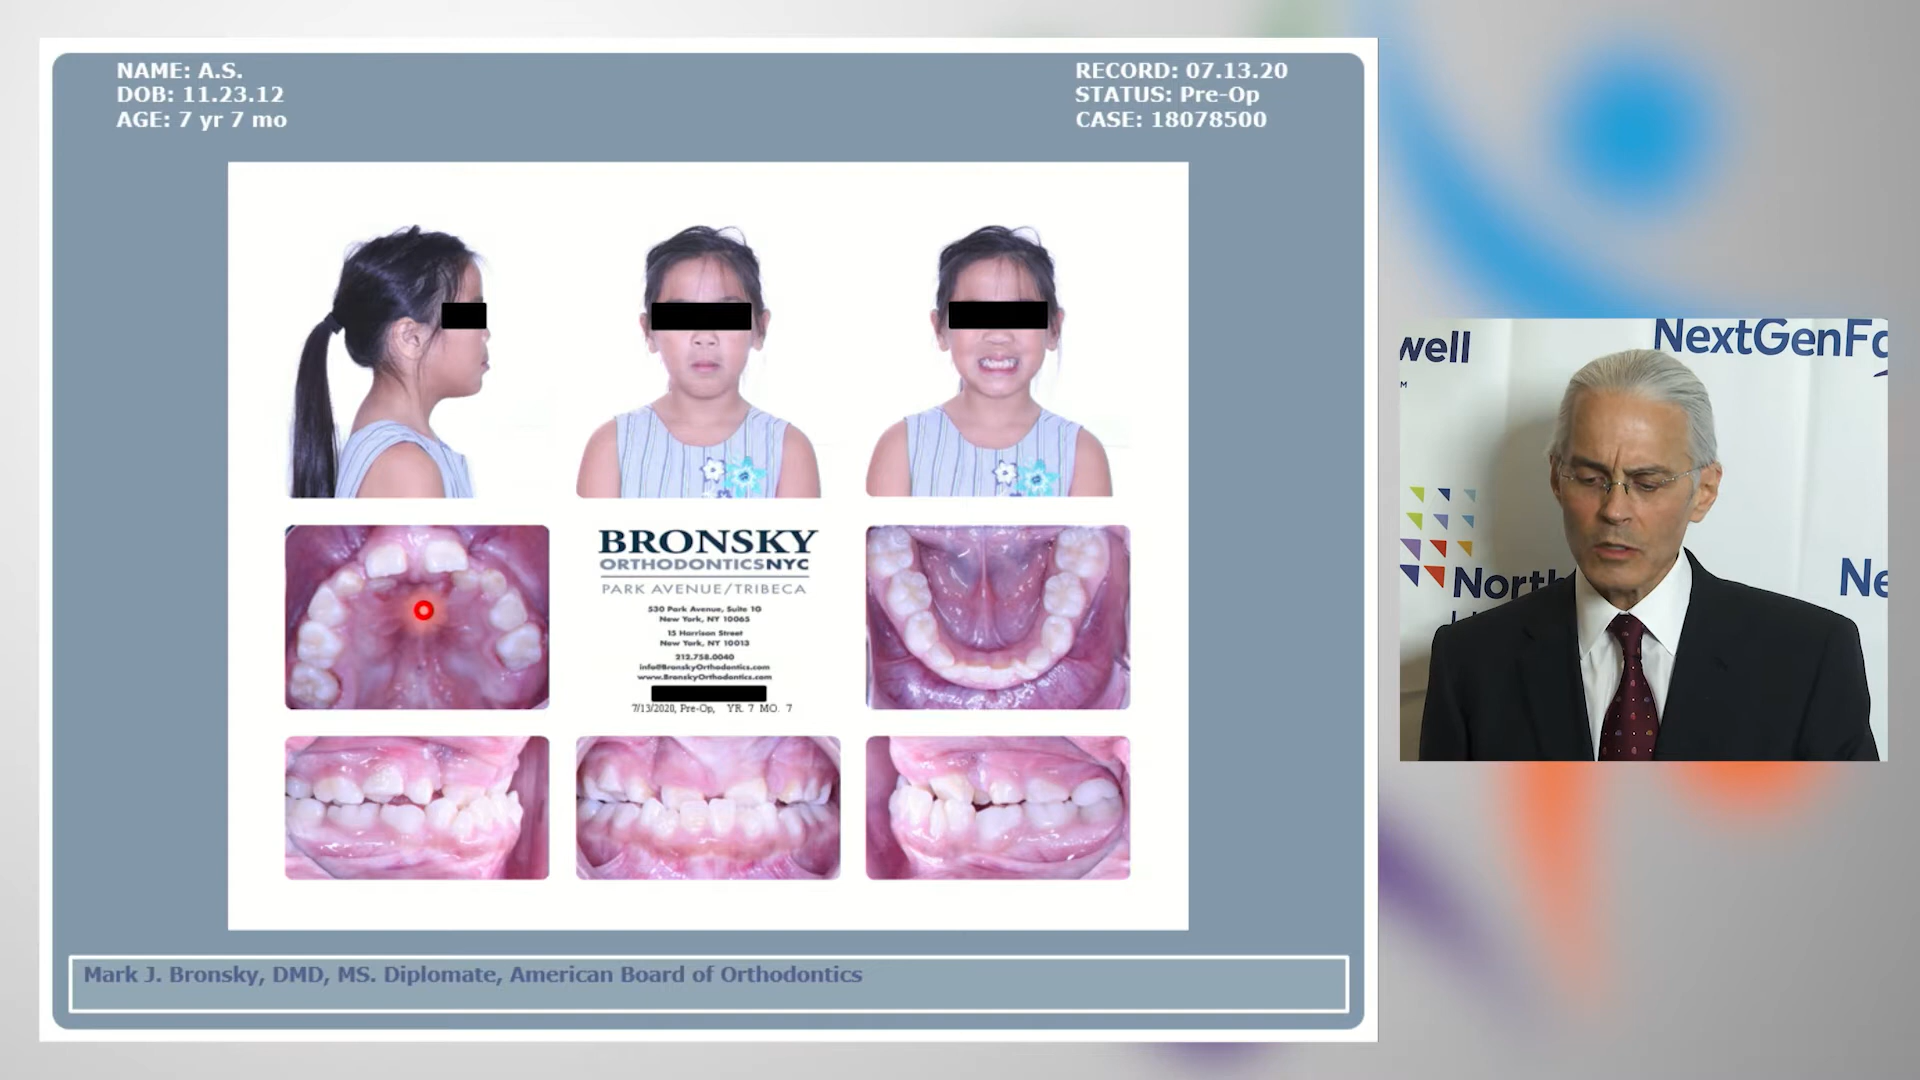 NAME: A.S.
DOB: 11.23.12
AGE: 7 yr 7 mo
RECORD: 07.13.20
STATUS: Pre-Op
CASE: 18078500
BRONSKY
ORTHODONTICSNYC
PARK AVENUE/TRIBECA
530 Park Avenue, Suite 1G
New York, NY 10065
15 Harrison Street
New York, NY 10013
212.758.0040
info@BronskyOrthodontics.com
www.BronskyOrthodontics.com
7/13/2020, Pre-Op, YR. 7 MO. 7
Mark J. Bronsky, DMD, MS. Diplomate, American Board of Orthodontics
well
NextGenFa
North
Ne